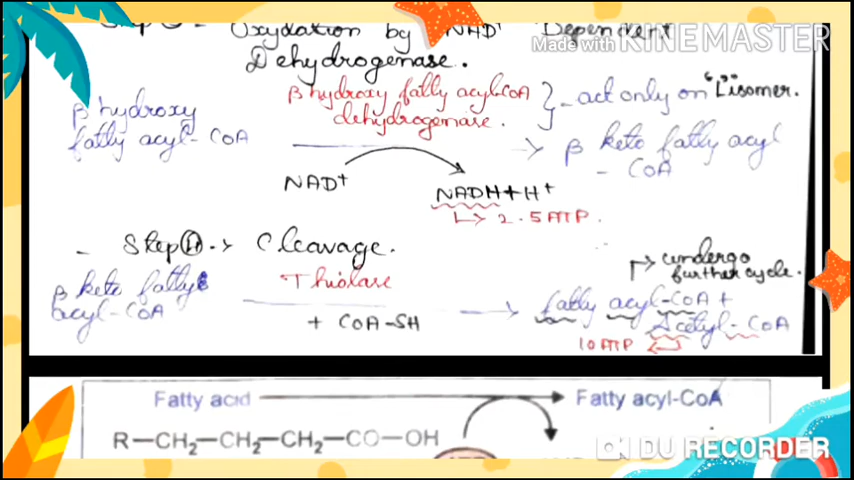 Oxydation by NAD+ Dependent
Dehydrogenase.
Made with KINEMASTER
β hydroxy fatty acyl-CoA
dehydrogenase.
act only on "L" isomer.
β hydroxy
fatty acyl-CoA
β keto fatty acyl
- CoA
NAD+
NADH+H+
2.5 ATP.
- Step 4 → Cleavage.
β keto fatty
acyl-CoA
Thiolase
+ CoA-SH
undergo
further cycle.
fatty acyl-CoA +
Acetyl-CoA
10 ATP
Fatty acid
Fatty acyl-CoA
R—CH2—CH2—CH2—CO—OH
DU RECORDER